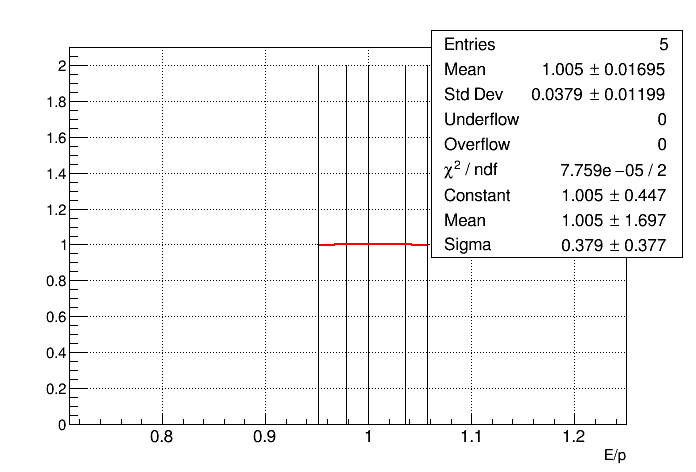 Entries 5
Mean 1.005 ± 0.01695
Std Dev 0.0379 ± 0.01199
Underflow 0
Overflow 0
χ² / ndf 7.759e−05 / 2
Constant 1.005 ± 0.447
Mean 1.005 ± 1.697
Sigma 0.379 ± 0.377
2
1.8
1.6
1.4
1.2
1
0.8
0.6
0.4
0.2
0
0.8 0.9 1 1.1 1.2
E/p